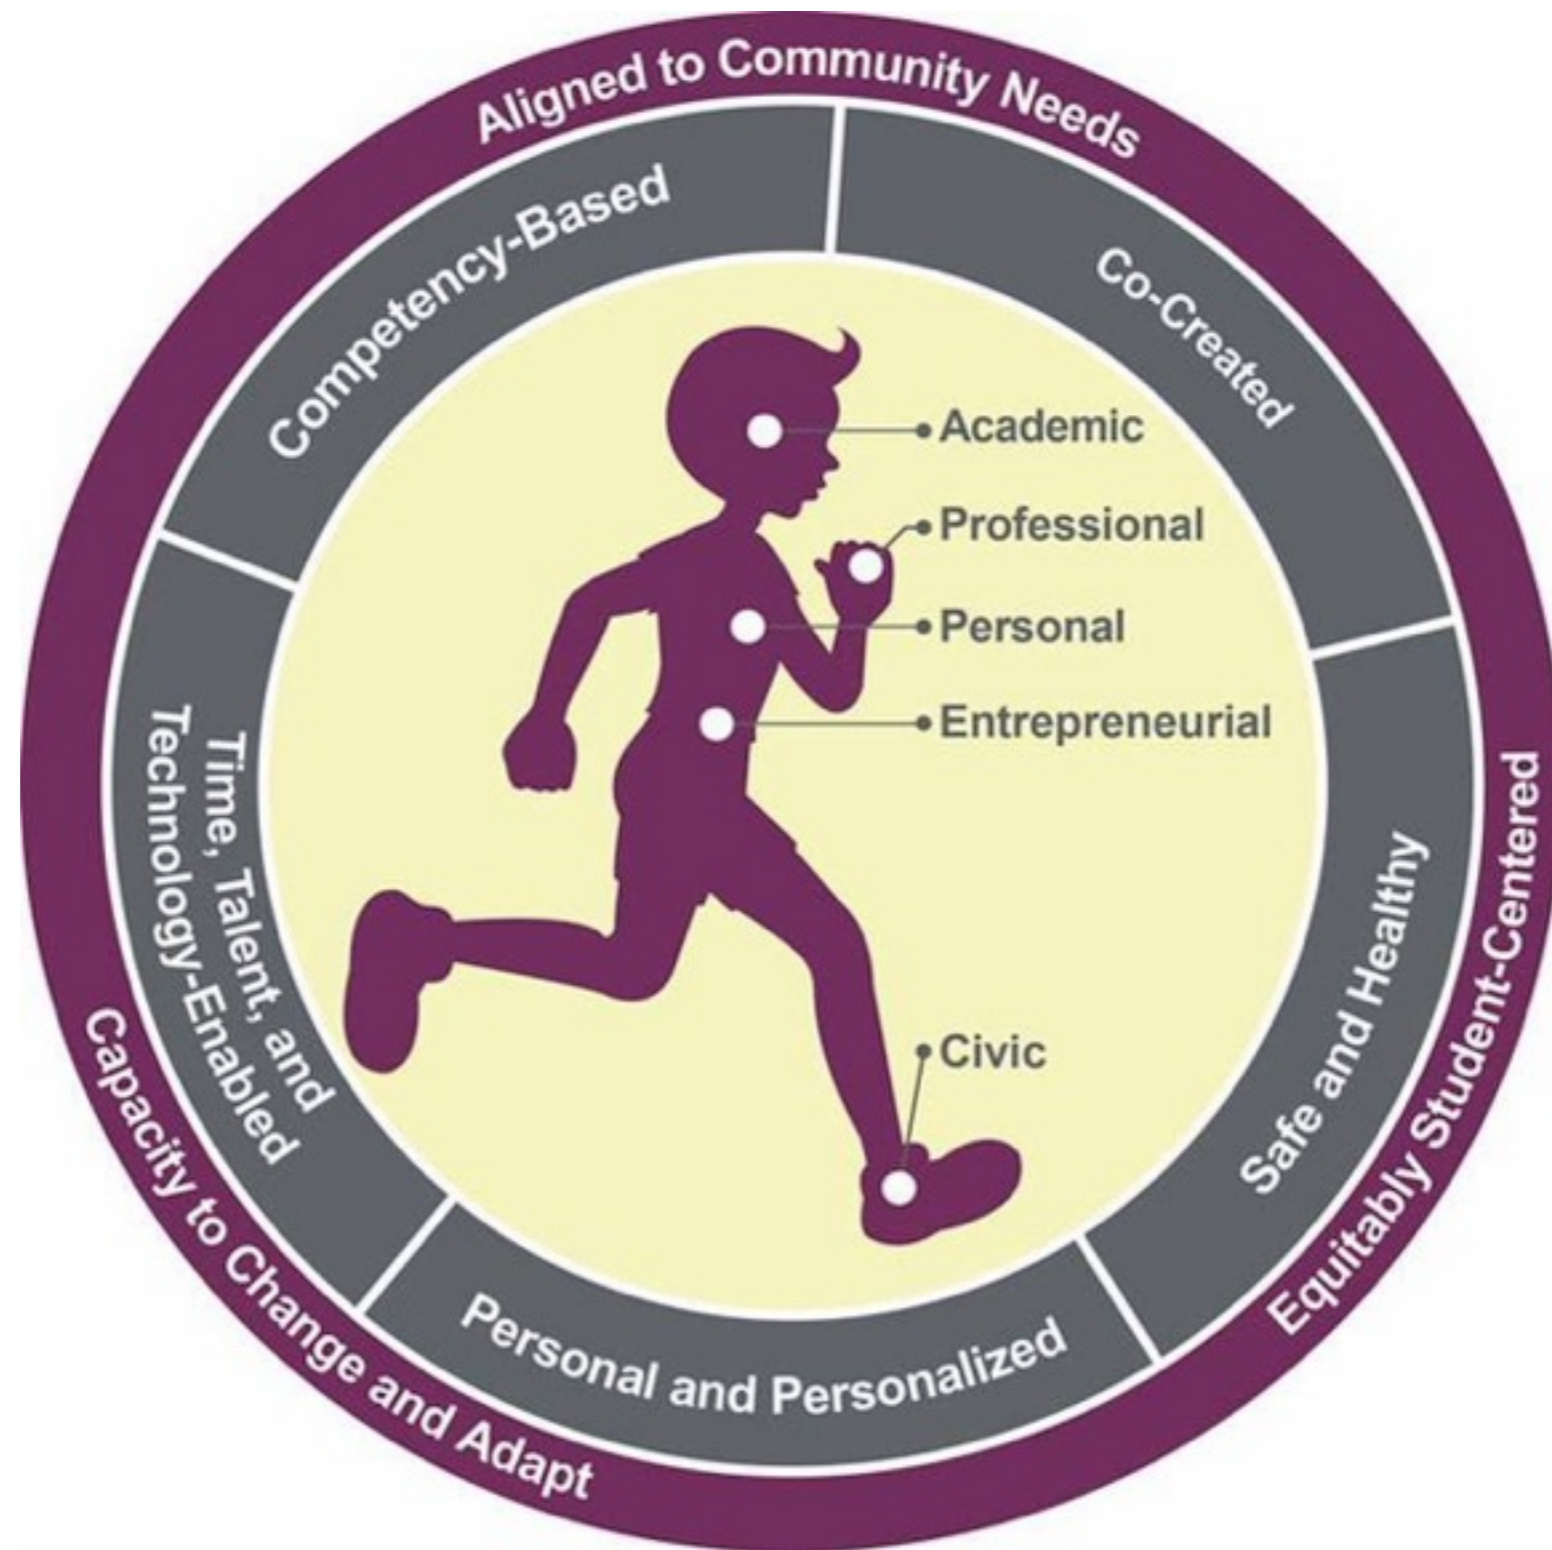 Aligned to Community Needs
Competency-Based
Co-Created
Academic
Professional
Personal
Entrepreneurial
Civic
Time, Talent, and
Technology-Enabled
Safe and Healthy
Personal and Personalized
Capacity to Change and Adapt
Equitably Student-Centered